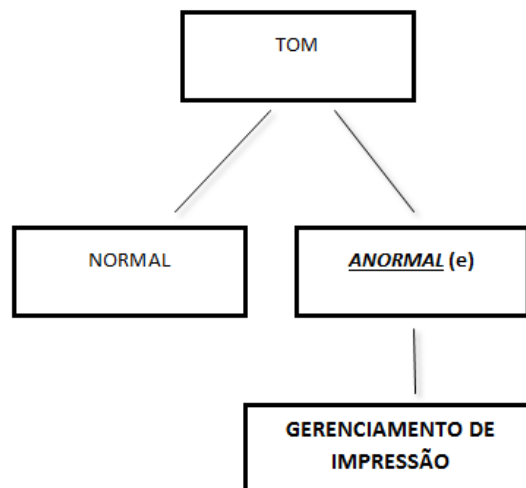 TOM
NORMAL
ANORMAL (e)
GERENCIAMENTO DE
IMPRESSÃO